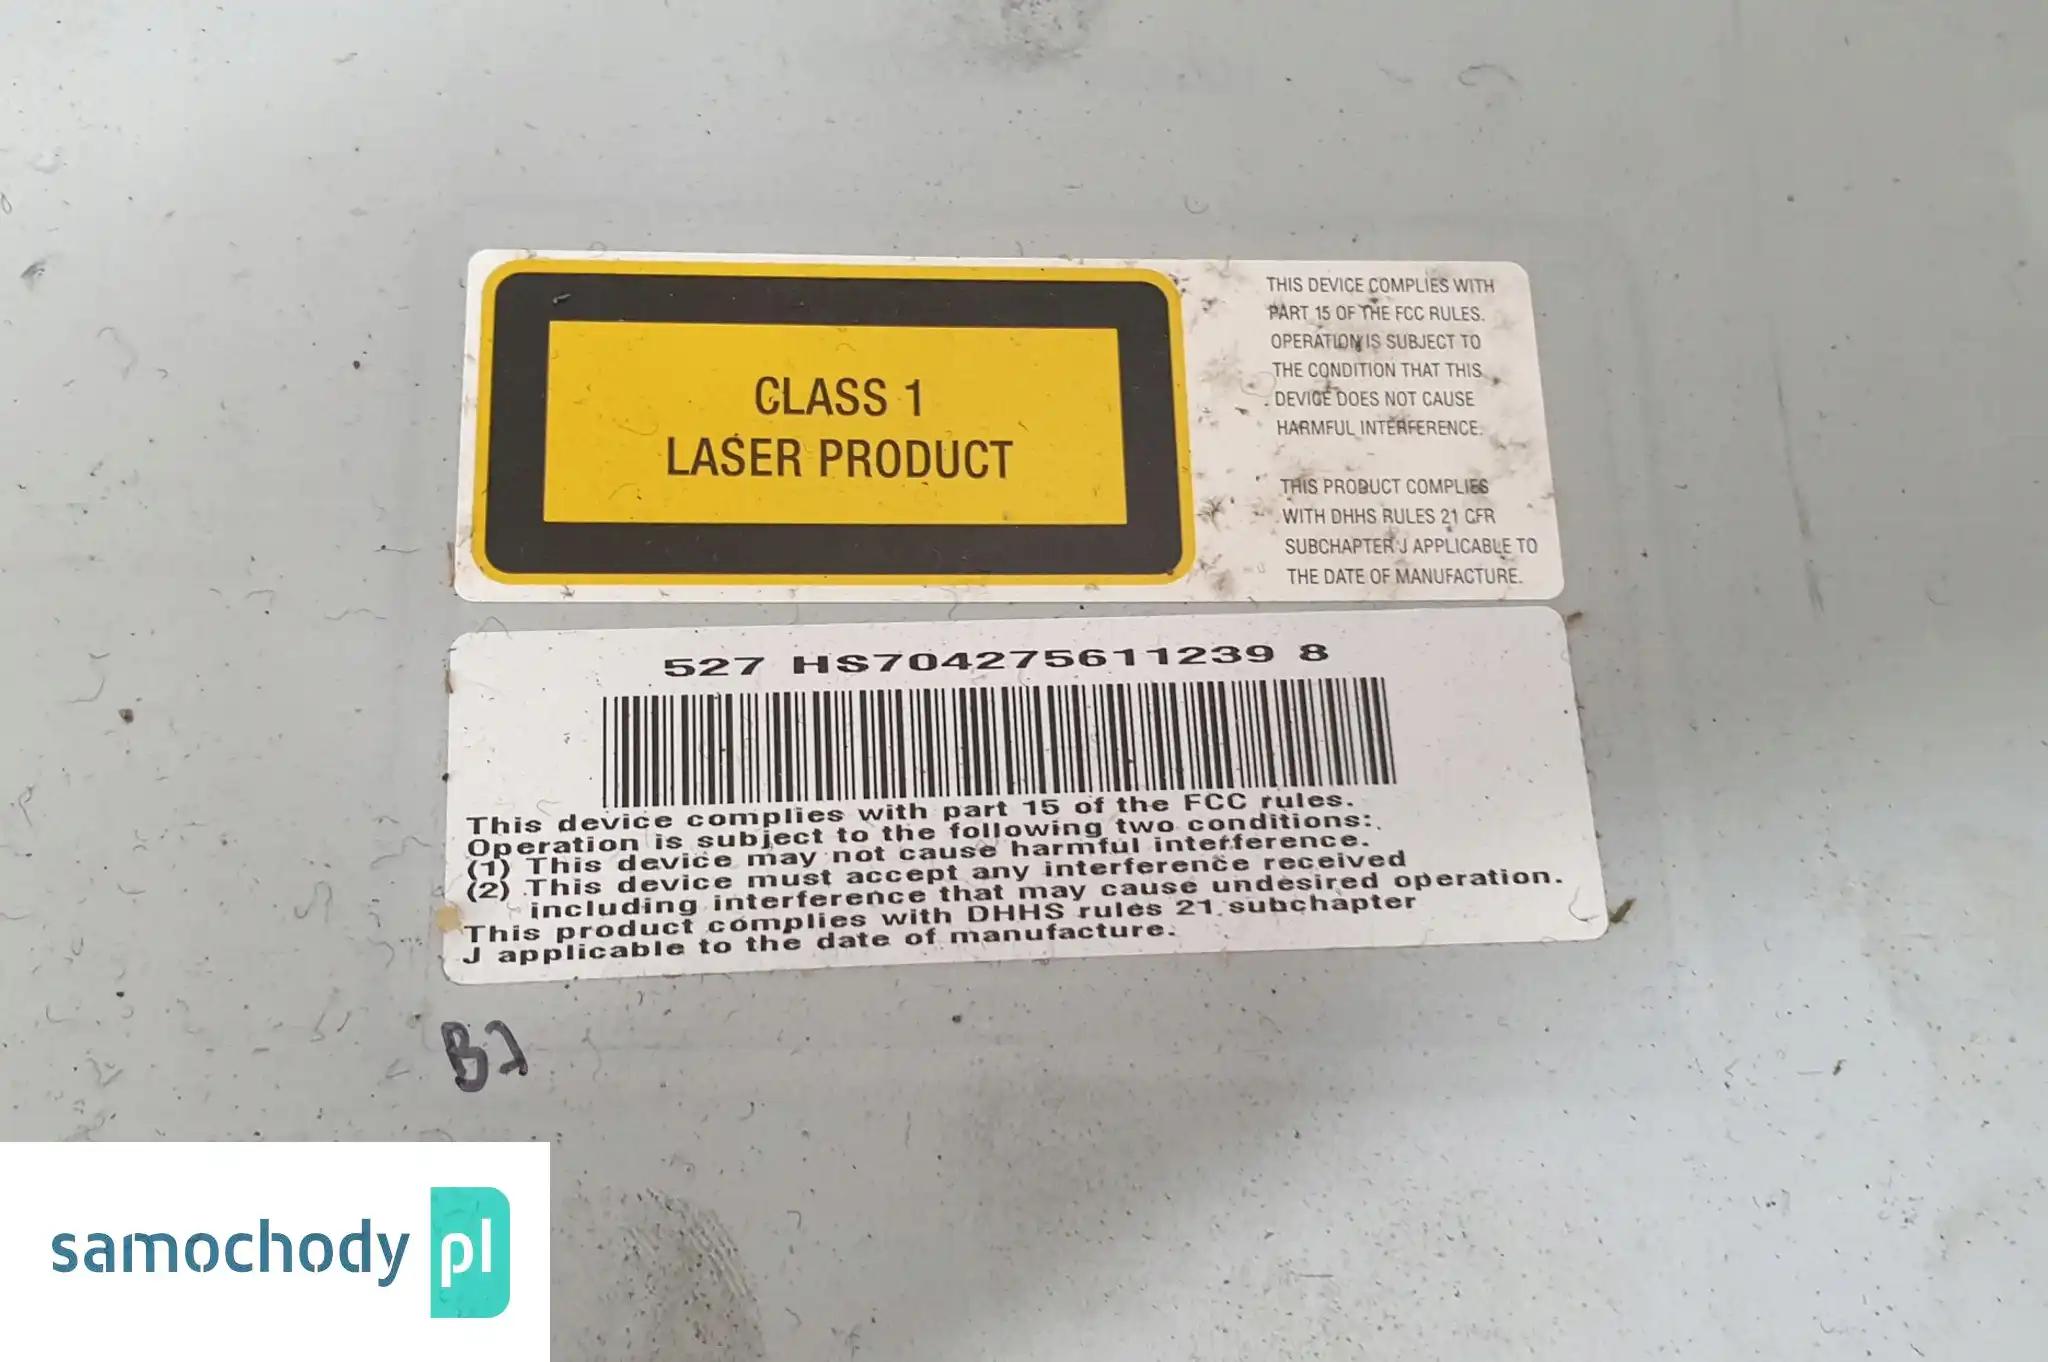 CLASS 1
LASER PRODUCT
THIS DEVICE COMPLIES WITH
PART 15 OF THE FCC RULES.
OPERATION IS SUBJECT TO
THE CONDITION THAT THIS
DEVICE DOES NOT CAUSE
HARMFUL INTERFERENCE.
THIS PRODUCT COMPLIES
WITH DHHS RULES 21 CFR
SUBCHAPTER J APPLICABLE TO
THE DATE OF MANUFACTURE.
527 HS704275611239 8
This device complies with part 15 of the FCC rules.
Operation is subject to the following two conditions:
(1) This device may not cause harmful interference.
(2) This device must accept any interference received
including interference that may cause undesired operation.
This product complies with DHHS rules 21 subchapter
J applicable to the date of manufacture.
samochody pl